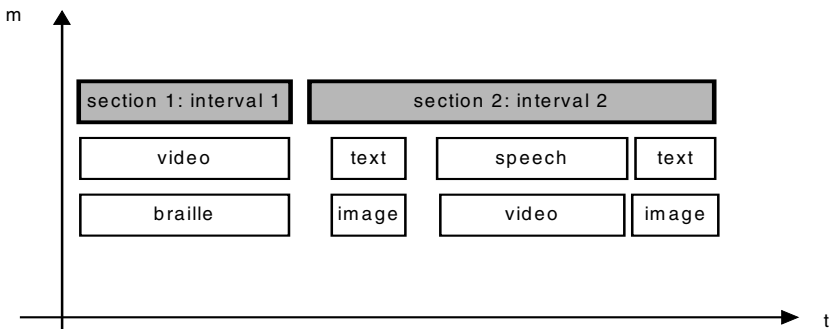 m
section 1: interval 1 section 2: interval 2
video text speech text
braille image video image
t